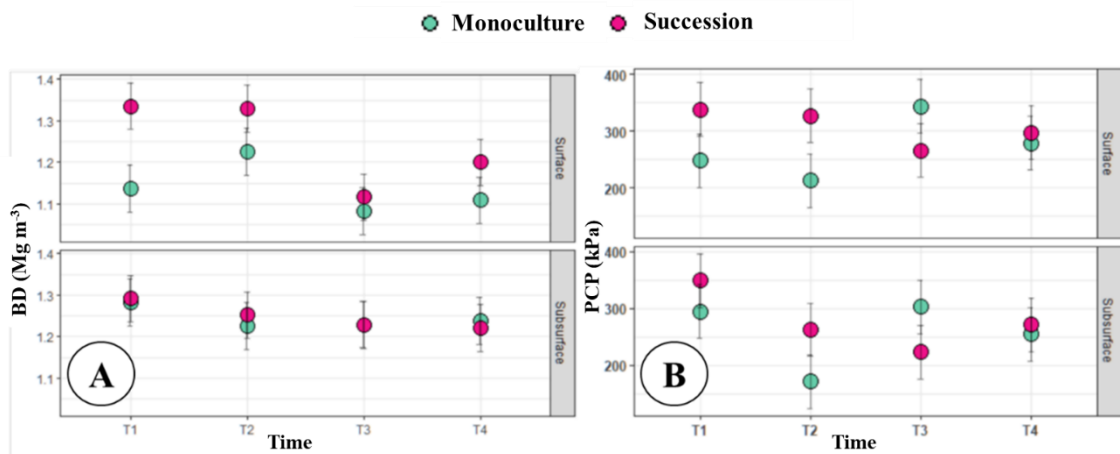 Monoculture Succession
BD (Mg m⁻³)
1.4
1.3
1.2
1.1
Surface
1.4
1.3
1.2
1.1
Subsurface
A
T1 T2 T3 T4
Time
PCP (kPa)
400
300
200
Surface
400
300
200
Subsurface
B
T1 T2 T3 T4
Time